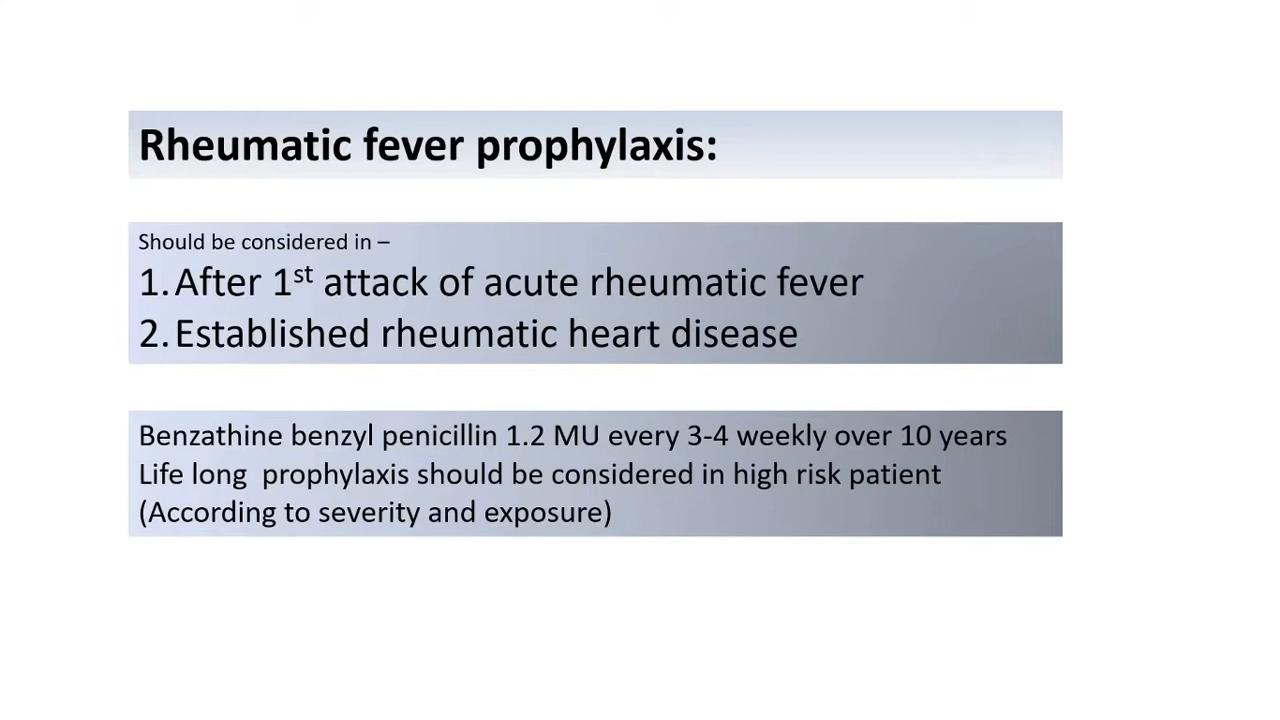 Rheumatic fever prophylaxis:
Should be considered in –
1. After 1st attack of acute rheumatic fever
2. Established rheumatic heart disease
Benzathine benzyl penicillin 1.2 MU every 3-4 weekly over 10 years
Life long  prophylaxis should be considered in high risk patient
(According to severity and exposure)